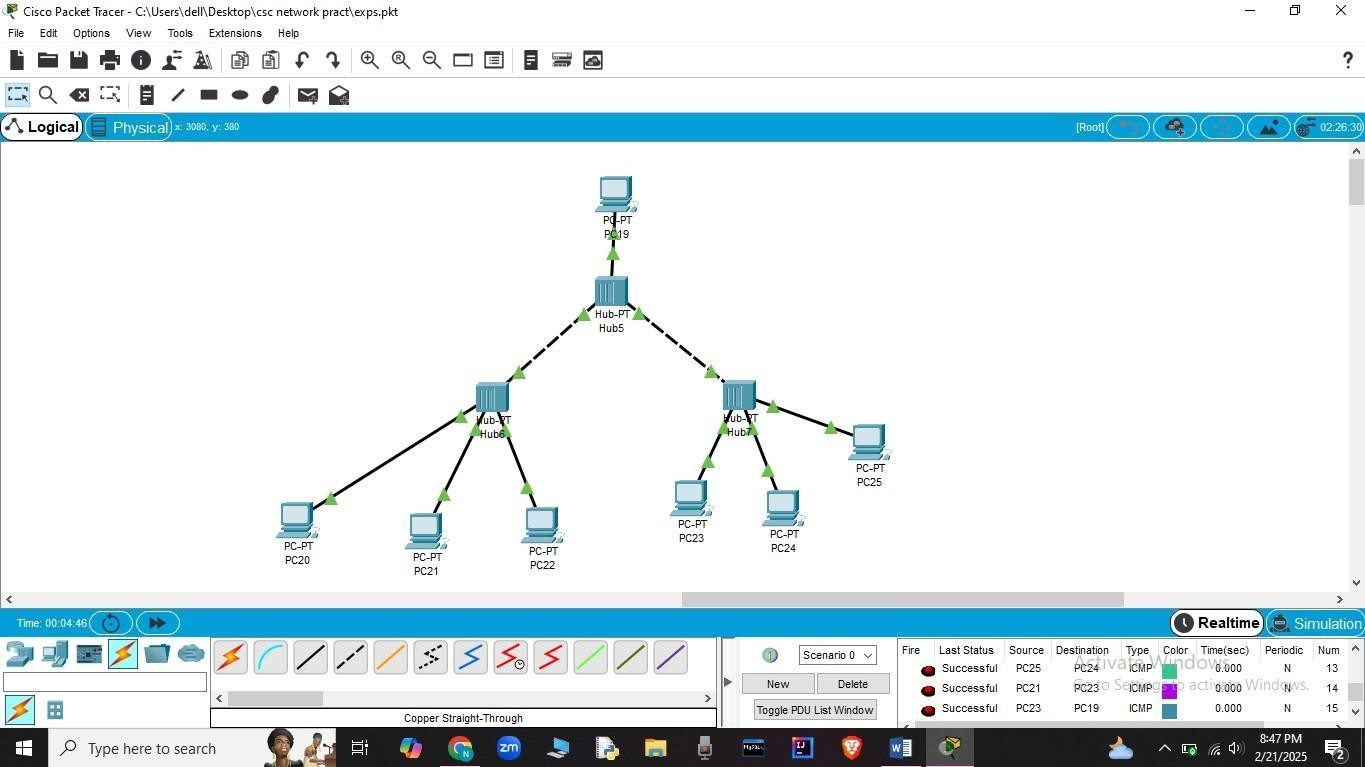 Cisco Packet Tracer - C:\Users\dell\Desktop\csc network pract\exps.pkt
File Edit Options View Tools Extensions Help
Logical Physical x: 3080, y: 380 [Root] 02:26:30
PC-PT
PC19
Hub-PT
Hub5
Hub-PT
Hub6
Hub-PT
Hub7
PC-PT
PC25
PC-PT
PC23
PC-PT
PC24
PC-PT
PC20
PC-PT
PC21
PC-PT
PC22
Time: 00:04:46 Realtime Simulation
Scenario 0
New Delete
Toggle PDU List Window
Copper Straight-Through
Fire Last Status Source Destination Type Color Time(sec) Periodic Num
Successful PC25 PC24 ICMP 0.000 N 13
Successful PC21 PC23 ICMP 0.000 N 14
Successful PC23 PC19 ICMP 0.000 N 15
Activate Windows
Go to Settings to activate Windows.
Type here to search
zm
MySQL
8:47 PM
2/21/2025
2